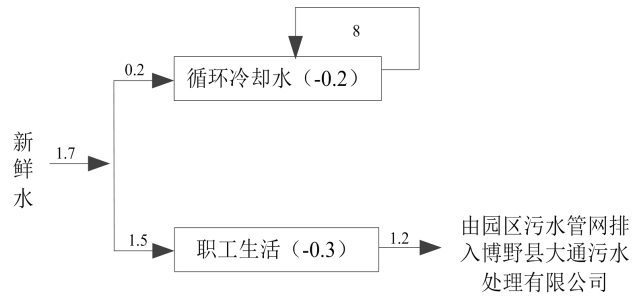 8
0.2
循环冷却水（-0.2）
新
鲜
水
1.7
1.5
职工生活（-0.3）
1.2
由园区污水管网排
入博野县大通污水
处理有限公司